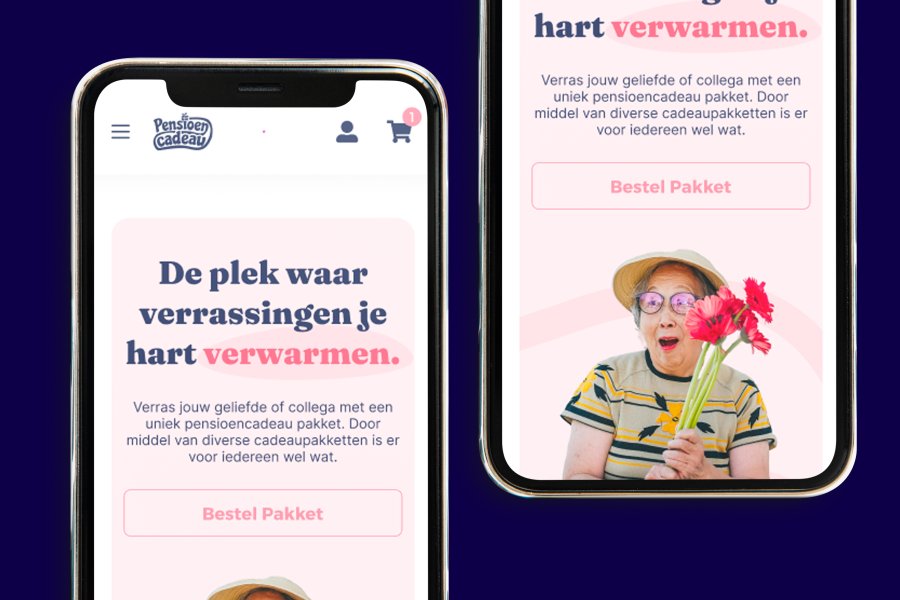 Pensioen
Cadeau
1
De plek waar
verrassingen je
hart verwarmen.
Verras jouw geliefde of collega met een
uniek pensioencadeau pakket. Door
middel van diverse cadeaupakketten is er
voor iedereen wel wat.
Bestel Pakket
hart verwarmen.
Verras jouw geliefde of collega met een
uniek pensioencadeau pakket. Door
middel van diverse cadeaupakketten is er
voor iedereen wel wat.
Bestel Pakket